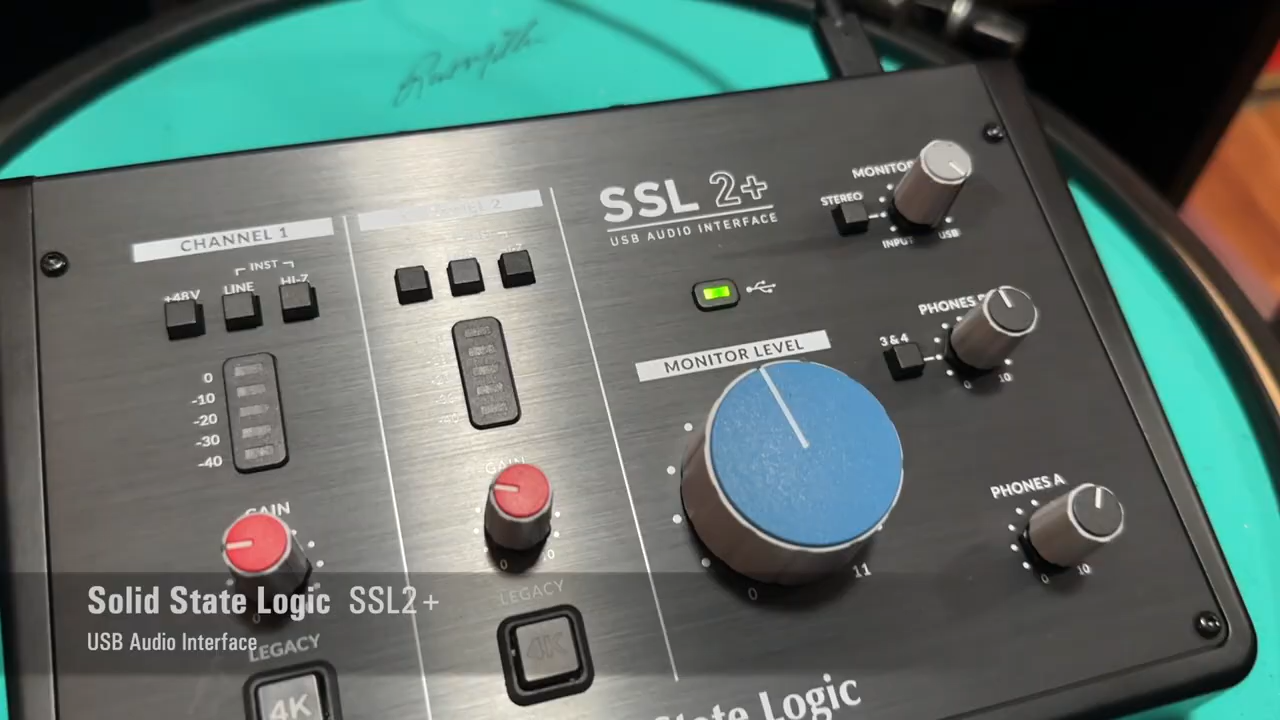 SSL 2+
USB AUDIO INTERFACE
MONITOR
STEREO
INPUT
USB
CHANNEL 1
2
INST
+48V
LINE
HI-Z
PHONES
3&4
0
10
MONITOR LEVEL
0
-10
-20
-30
-40
GAIN
GAIN
0
0
11
PHONES A
0
10
LEGACY
4K
LEGACY
4K
State Logic
Solid State Logic SSL2+
USB Audio Interface